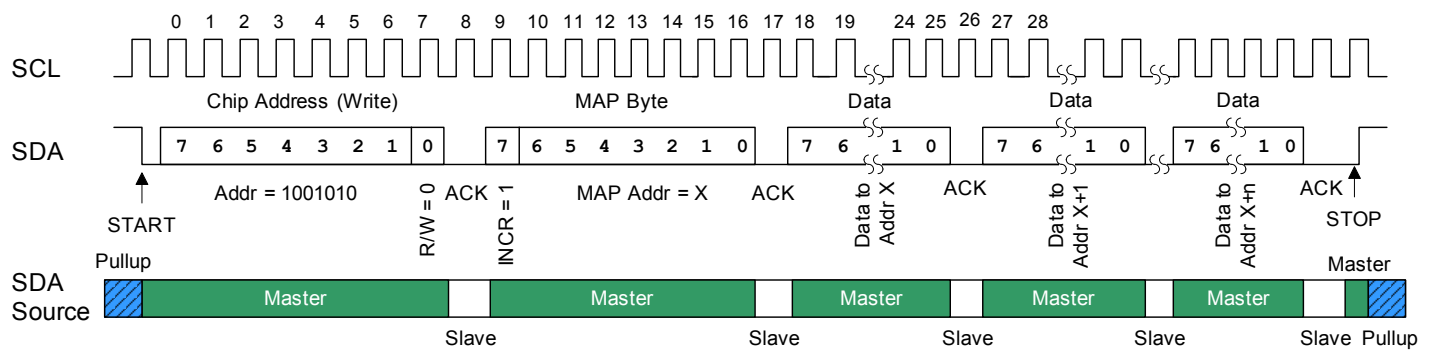 0 1 2 3 4 5 6 7 8 9 10 11 12 13 14 15 16 17 18 19 24 25 26 27 28
SCL
Chip Address (Write) MAP Byte Data Data Data
SDA
7 6 5 4 3 2 1 0 7 6 5 4 3 2 1 0 7 6 1 0 7 6 1 0 7 6 1 0
START
Addr = 1001010
R/W = 0
ACK
INCR = 1
MAP Addr = X
ACK
Data to
Addr X
ACK
Data to
Addr X+1
Data to
Addr X+n
ACK
STOP
Pullup
Master
SDA
Source
Master Master Master Master Master
Slave Slave Slave Slave Slave Pullup